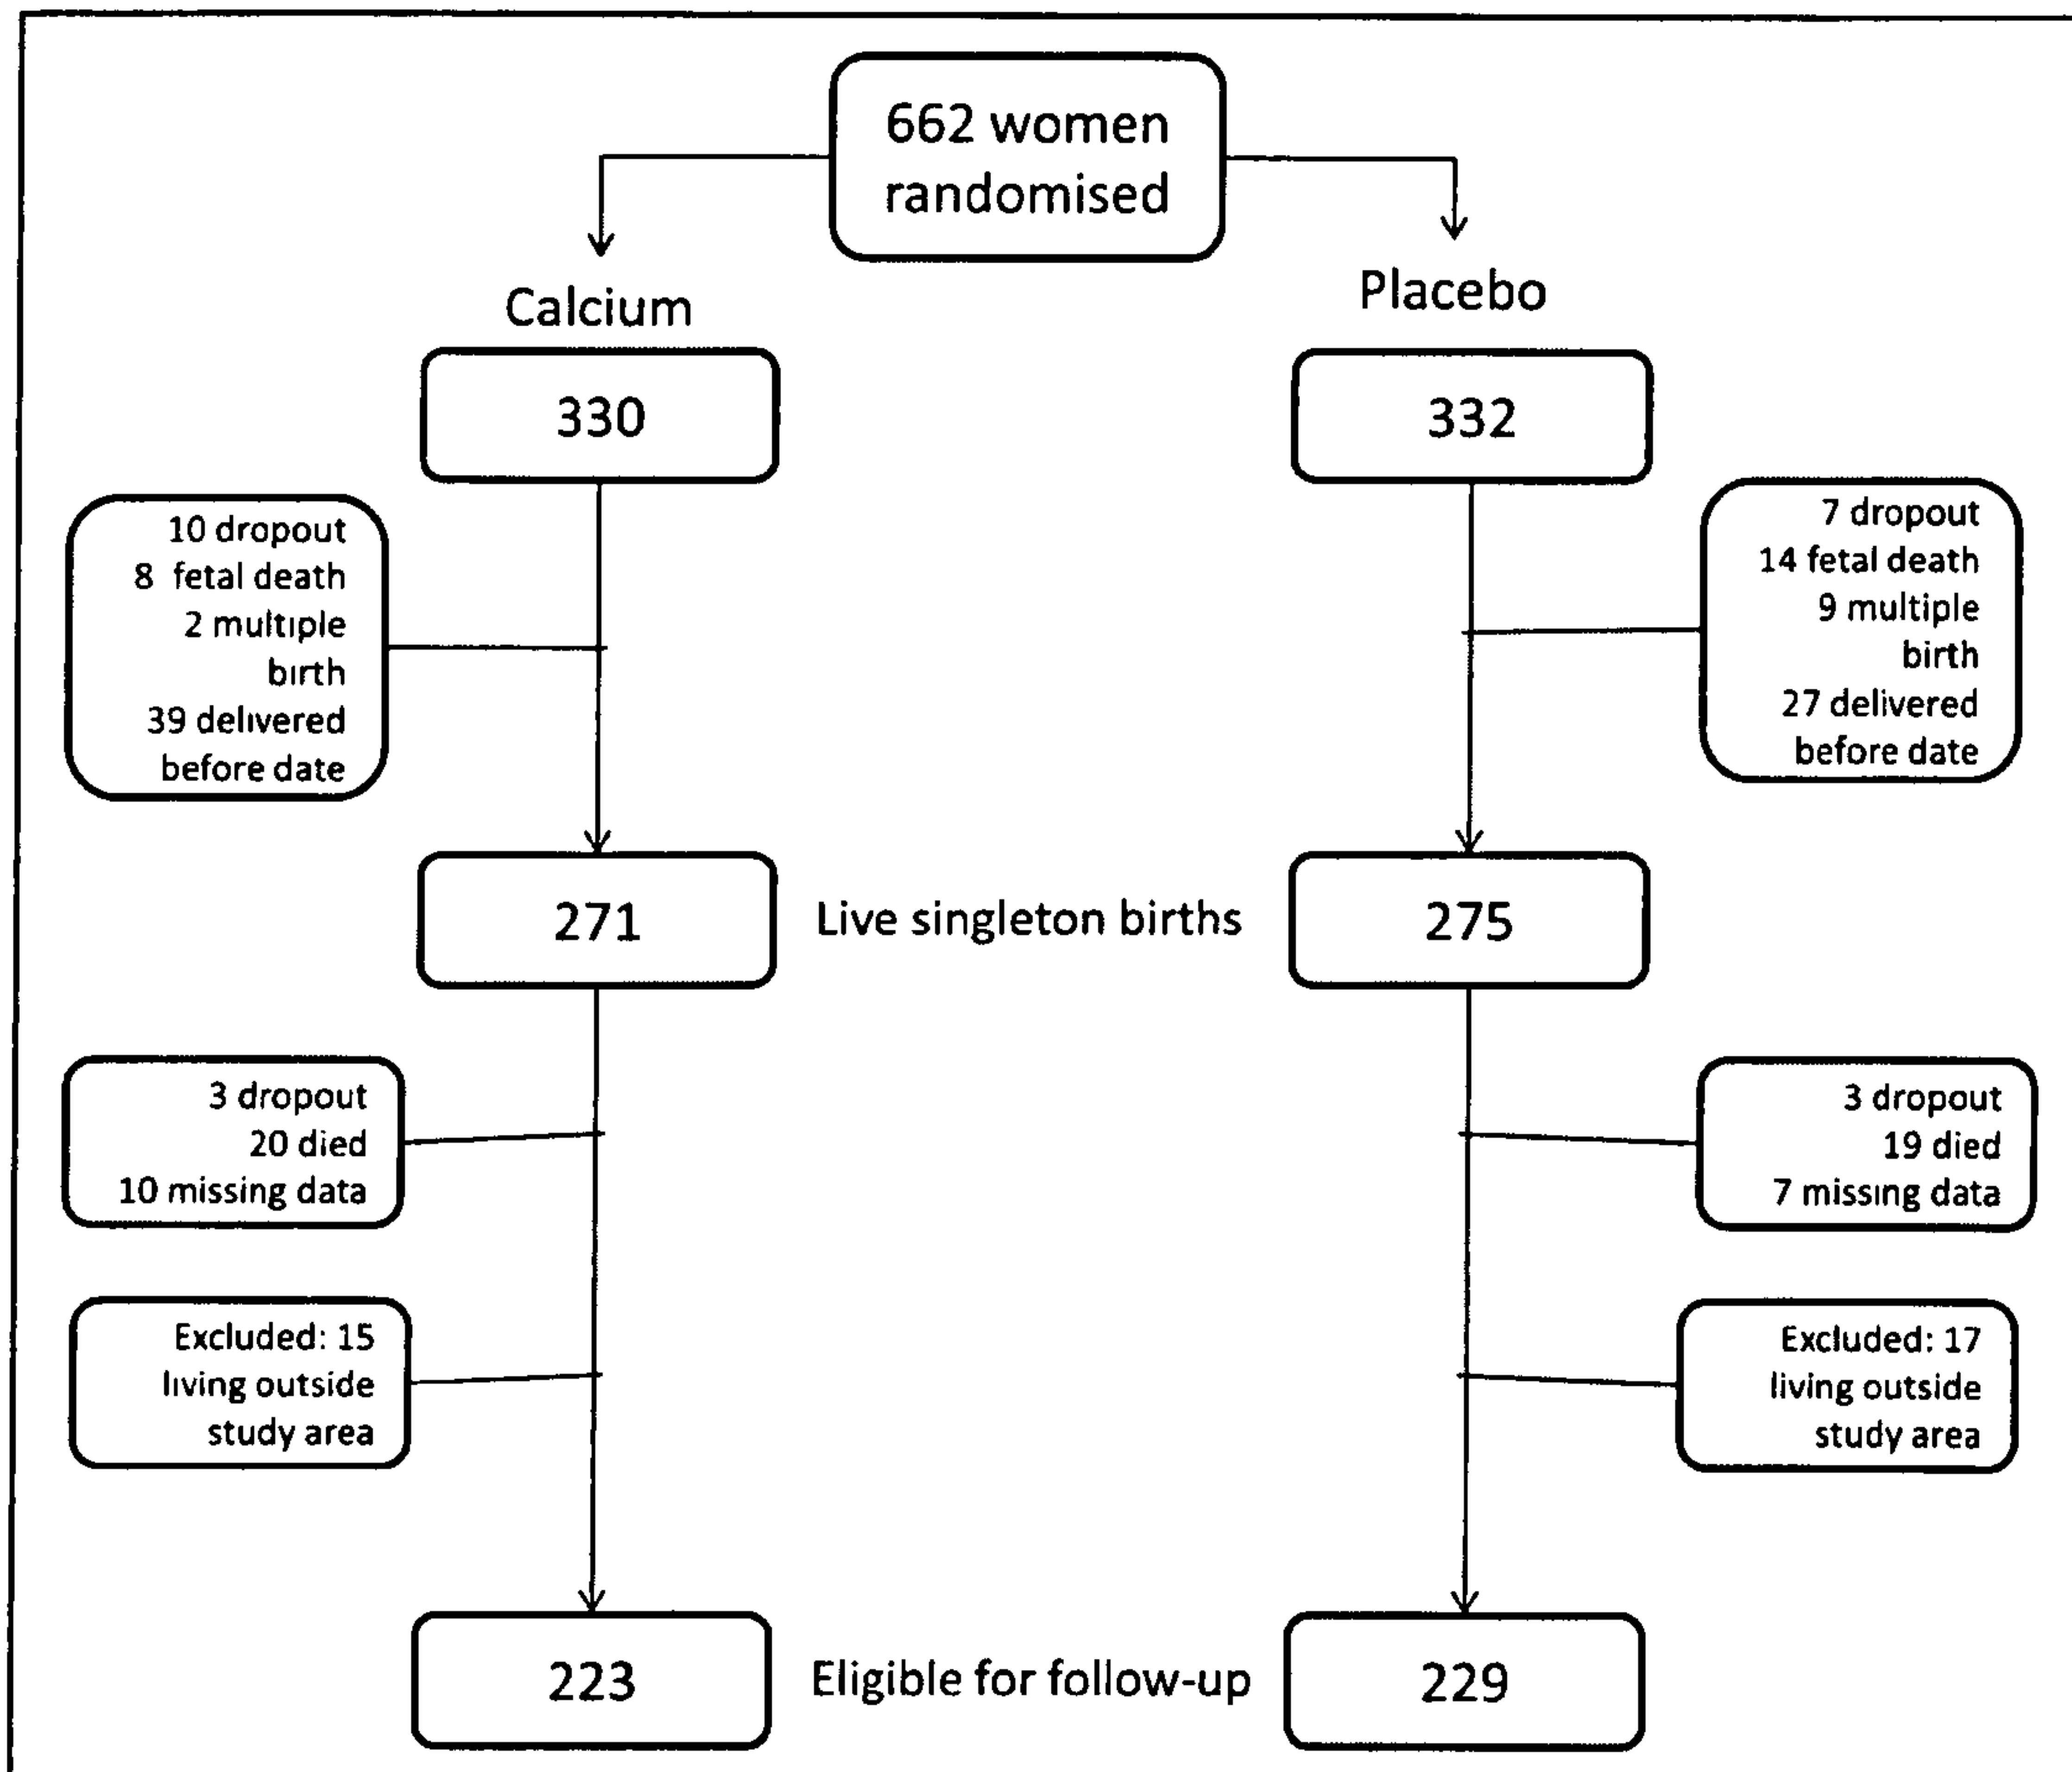 662 women
randomised
Calcium
Placebo
330
332
10 dropout
8 fetal death
2 multiple
birth
39 delivered
before date
7 dropout
14 fetal death
9 multiple
birth
27 delivered
before date
271
Live singleton births
275
3 dropout
20 died
10 missing data
3 dropout
19 died
7 missing data
Excluded: 15
living outside
study area
Excluded: 17
living outside
study area
223
Eligible for follow-up
229